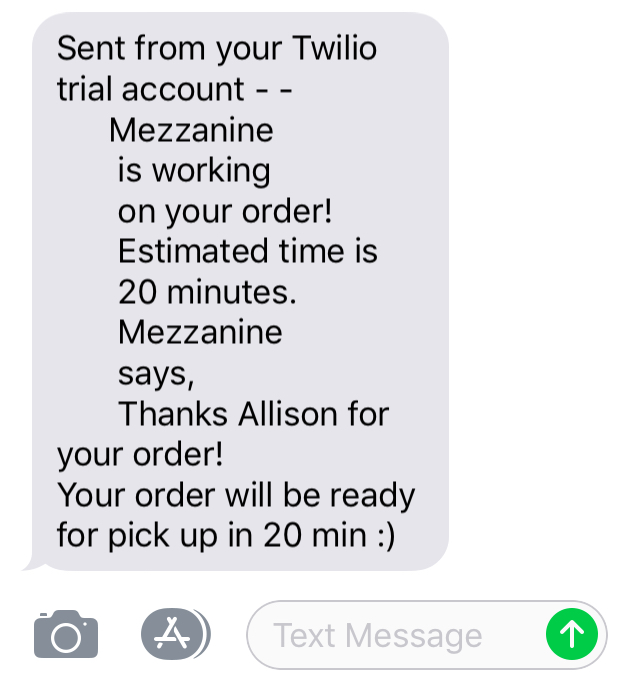 Sent from your Twilio
trial account - -
Mezzanine
is working
on your order!
Estimated time is
20 minutes.
Mezzanine
says,
Thanks Allison for
your order!
Your order will be ready
for pick up in 20 min :)
Text Message